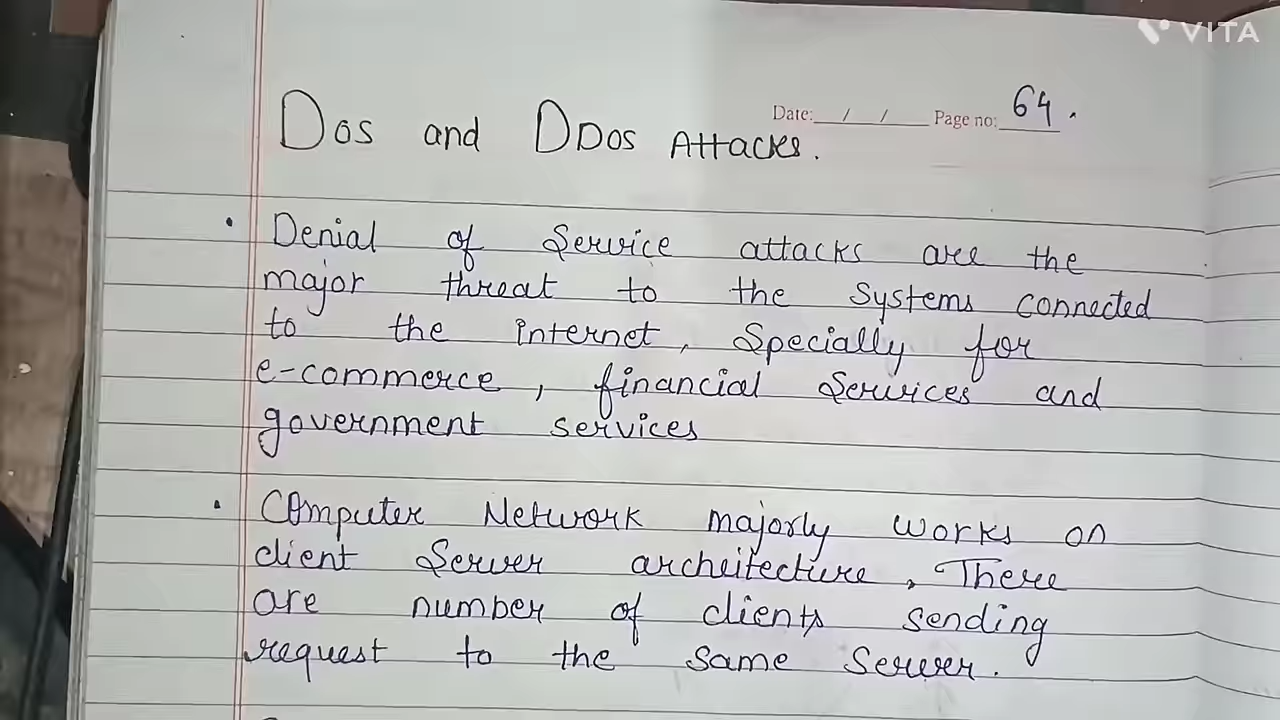 VITA
Date: / / Page no: 64.
Dos and DDos Attacks.
• Denial of Service attacks are the
major threat to the Systems connected
to the internet, Specially for
e-commerce, financial Services and
government services
• Computer Network majorly works on
client Server archeitecture, There
are number of clients sending
request to the same Server.